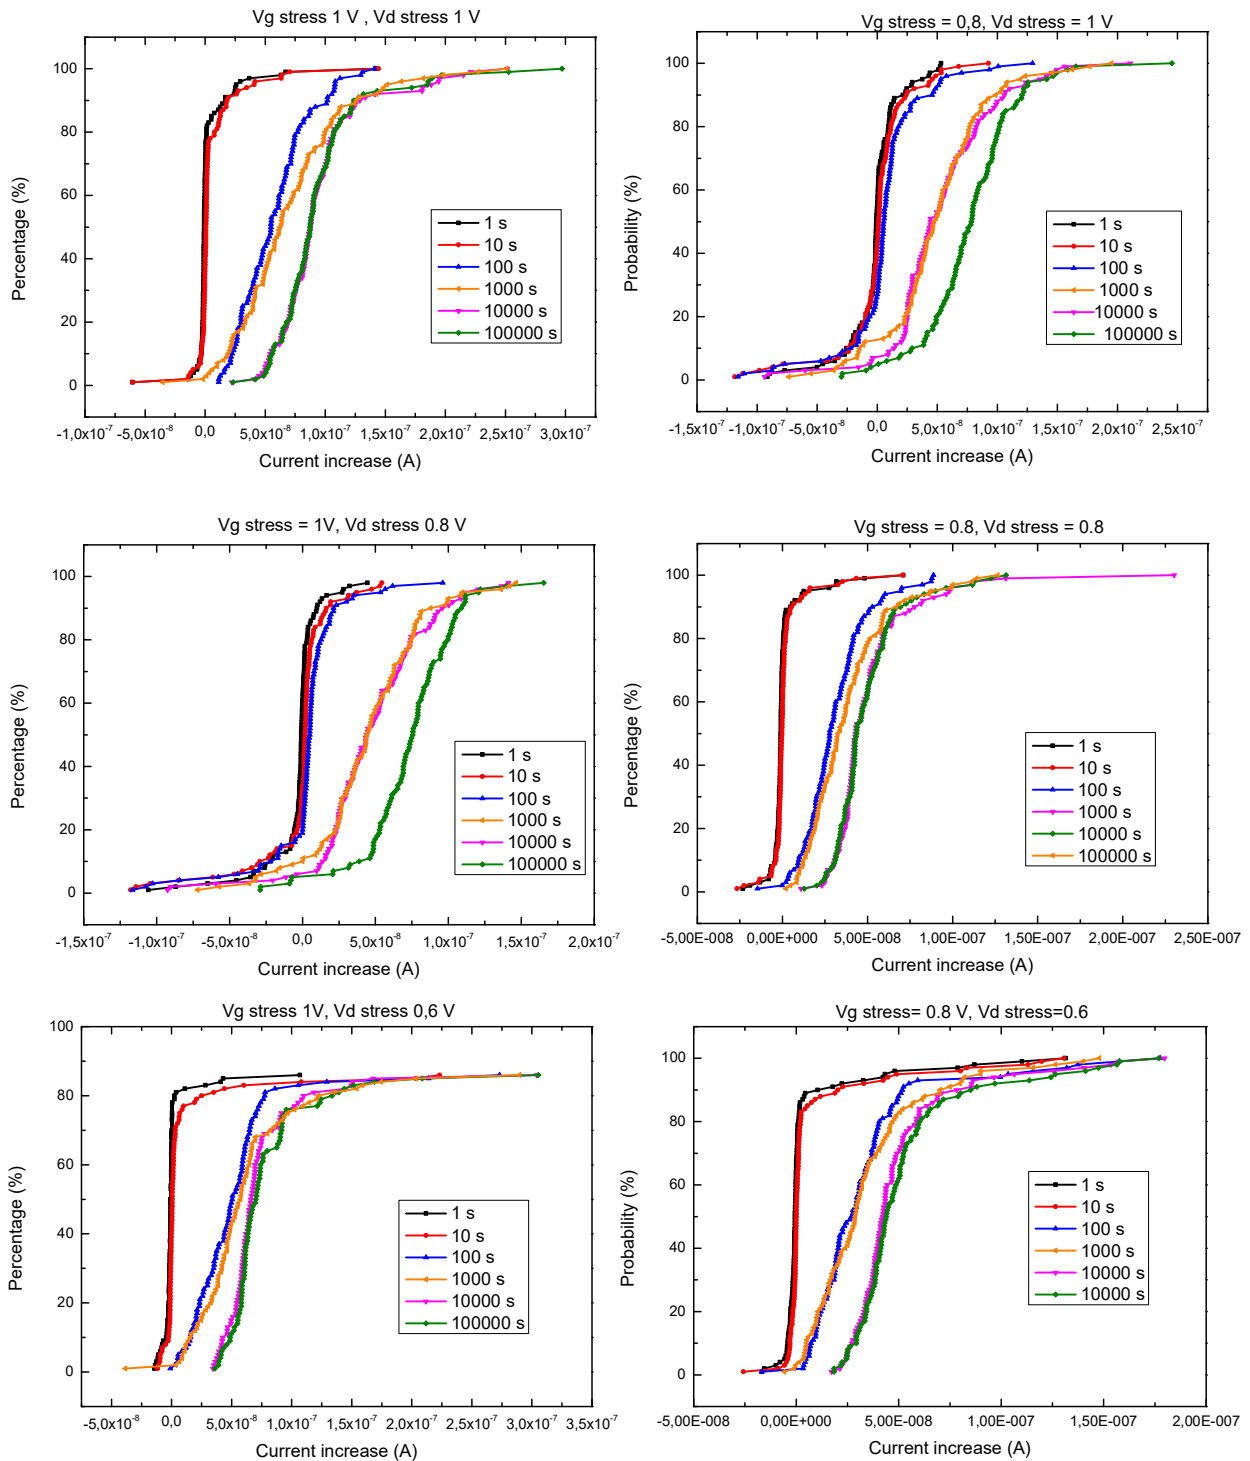 Vg stress 1 V , Vd stress 1 V
Percentage (%)
100
80
60
40
20
0
1 s
10 s
100 s
1000 s
10000 s
100000 s
-1,0x10-7
-5,0x10-8
0,0
5,0x10-8
1,0x10-7
1,5x10-7
2,0x10-7
2,5x10-7
3,0x10-7
Current increase (A)
Vg stress = 0,8, Vd stress = 1 V
Probability (%)
100
80
60
40
20
0
1 s
10 s
100 s
1000 s
10000 s
100000 s
-1,5x10-7
-1,0x10-7
-5,0x10-8
0,0
5,0x10-8
1,0x10-7
1,5x10-7
2,0x10-7
2,5x10-7
Current increase (A)
Vg stress = 1V, Vd stress 0.8 V
Percentage (%)
100
80
60
40
20
0
1 s
10 s
100 s
1000 s
10000 s
100000 s
-1,5x10-7
-1,0x10-7
-5,0x10-8
0,0
5,0x10-8
1,0x10-7
1,5x10-7
2,0x10-7
Current increase (A)
Vg stress = 0.8, Vd stress = 0.8
Percentage (%)
100
80
60
40
20
0
1 s
10 s
100 s
1000 s
10000 s
100000 s
-5,00E-008
0,00E+000
5,00E-008
1,00E-007
1,50E-007
2,00E-007
2,50E-007
Current increase (A)
Vg stress 1V, Vd stress 0,6 V
Percentage (%)
100
80
60
40
20
0
1 s
10 s
100 s
1000 s
10000 s
100000 s
-5,0x10-8
0,0
5,0x10-8
1,0x10-7
1,5x10-7
2,0x10-7
2,5x10-7
3,0x10-7
3,5x10-7
Current increase (A)
Vg stress= 0.8 V, Vd stress=0.6
Probability (%)
100
80
60
40
20
0
1 s
10 s
100 s
1000 s
10000 s
10000 s
-5,00E-008
0,00E+000
5,00E-008
1,00E-007
1,50E-007
2,00E-007
Current increase (A)